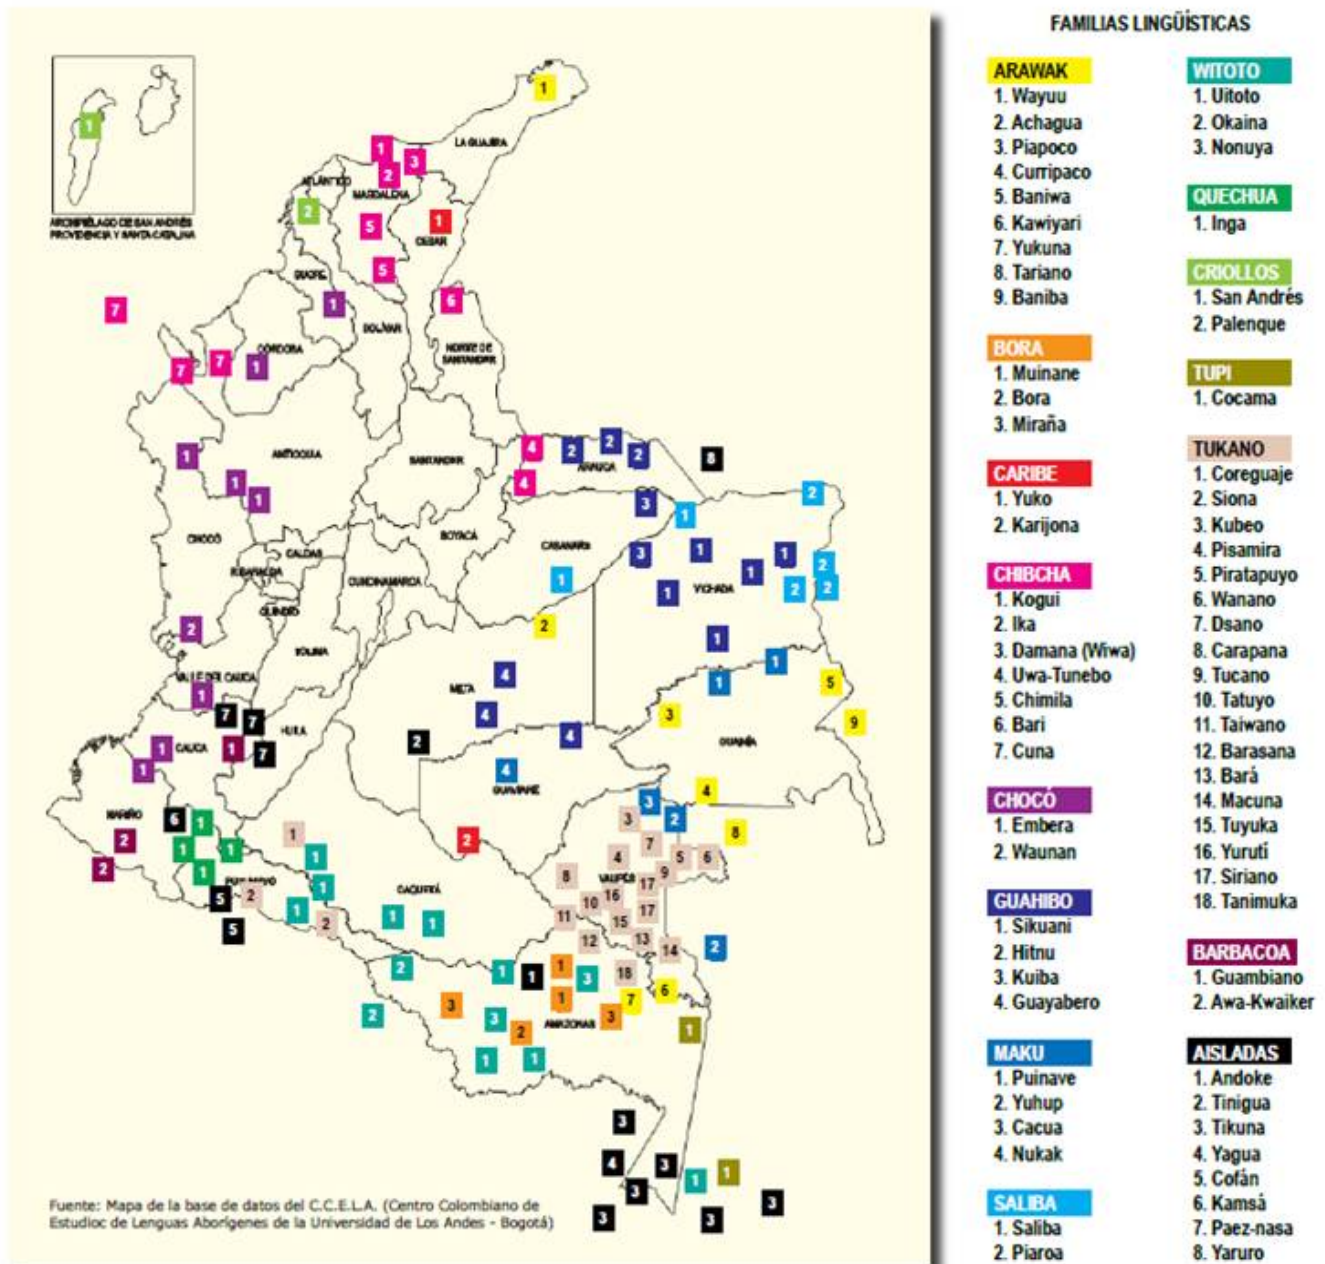 FAMILIAS LINGÜÍSTICAS
ARAWAK
1. Wayuu
2. Achagua
3. Piapoco
4. Curripaco
5. Baniwa
6. Kawiyari
7. Yukuna
8. Tariano
9. Baniba
BORA
1. Muinane
2. Bora
3. Miraña
CARIBE
1. Yuko
2. Karijona
CHIBCHA
1. Kogui
2. Ika
3. Damana (Wiwa)
4. Uwa-Tunebo
5. Chimila
6. Bari
7. Cuna
CHOCÓ
1. Embera
2. Waunan
GUAHIBO
1. Sikuani
2. Hitnu
3. Kuiba
4. Guayabero
MAKU
1. Puinave
2. Yuhup
3. Cacua
4. Nukak
SALIBA
1. Saliba
2. Piaroa
WITOTO
1. Uitoto
2. Okaina
3. Nonuya
QUECHUA
1. Inga
CRIOLLOS
1. San Andrés
2. Palenque
TUPI
1. Cocama
TUKANO
1. Coreguaje
2. Siona
3. Kubeo
4. Pisamira
5. Piratapuyo
6. Wanano
7. Dsano
8. Carapana
9. Tucano
10. Tatuyo
11. Taiwano
12. Barasana
13. Bará
14. Macuna
15. Tuyuka
16. Yurutí
17. Siriano
18. Tanimuka
BARBACOA
1. Guambiano
2. Awa-Kwaiker
AISLADAS
1. Andoke
2. Tinigua
3. Tikuna
4. Yagua
5. Cofán
6. Kamsá
7. Paez-nasa
8. Yaruro
ARCHIPIÉLAGO DE SAN ANDRÉS
PROVIDENCIA Y SANTA CATALINA
LA GUAJIRA
ATLÁNTICO
MAGDALENA
CESAR
SUCRE
BOLÍVAR
CÓRDOBA
NORTE DE
SANTANDER
ANTIOQUIA
SANTANDER
ARAUCA
CHOCÓ
BOYACÁ
CASANARE
CALDAS
RISARALDA
CUNDINAMARCA
VICHADA
QUINDÍO
TOLIMA
VALLE DEL CAUCA
META
HUILA
CAUCA
GUAINÍA
GUAVIARE
NARIÑO
VAUPÉS
PUTUMAYO
CAQUETÁ
AMAZONAS
Fuente: Mapa de la base de datos del C.C.E.L.A. (Centro Colombiano de
Estudioc de Lenguas Aborígenes de la Universidad de Los Andes - Bogotá)